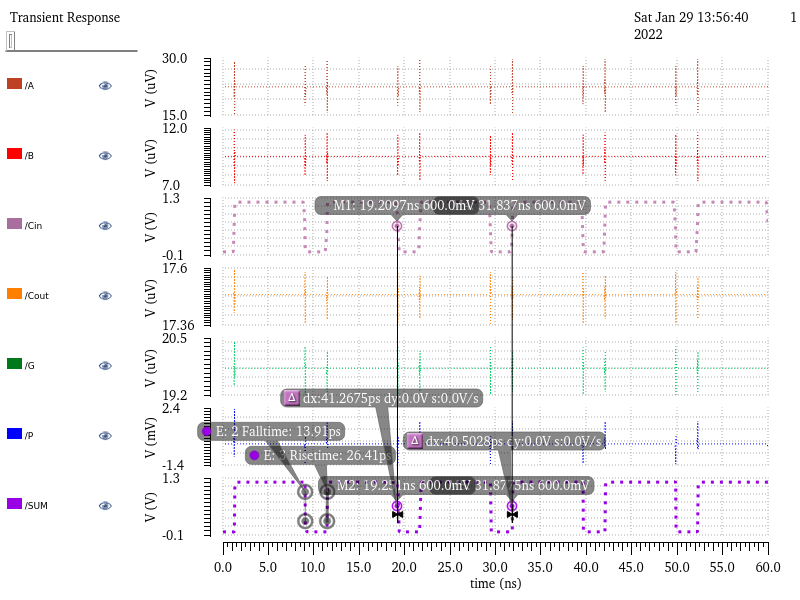 Transient Response
Sat Jan 29 13:56:40 2022
1
/A
V (uV)
30.0
15.0
/B
V (uV)
12.0
7.0
/Cin
V (V)
1.3
-0.1
M1: 19.2097ns 600.0mV
31.837ns 600.0mV
/Cout
V (uV)
17.6
17.36
/G
V (uV)
20.5
19.2
dx:41.2675ps dy:0.0V s:0.0V/s
/P
V (mV)
2.4
-1.4
E: 2 Falltime: 13.91ps
dx:40.5028ps dy:0.0V s:0.0V/s
E: 3 Risetime: 26.41ps
/SUM
V (V)
1.3
-0.1
M2: 600.0mV 31.8775ns 600.0mV
0.0 5.0 10.0 15.0 20.0 25.0 30.0 35.0 40.0 45.0 50.0 55.0 60.0
time (ns)